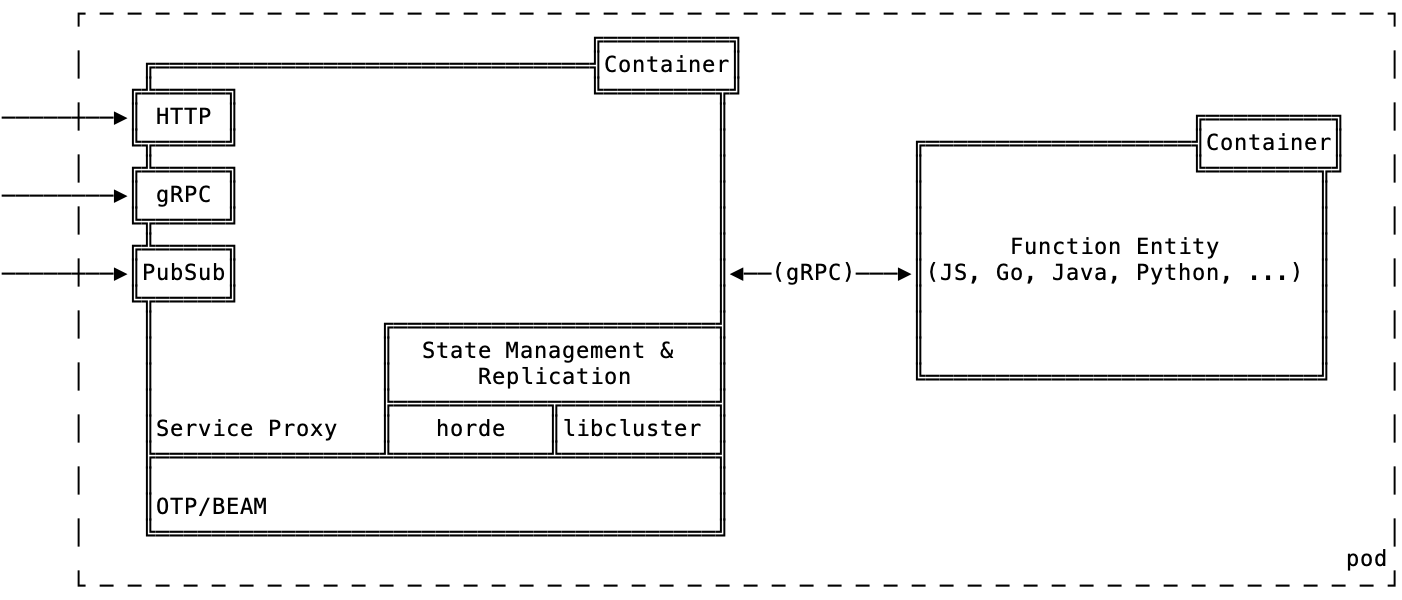 Container
HTTP
Container
gRPC
Function Entity
PubSub
(gRPC)
(JS, Go, Java, Python, ...)
State Management &
Replication
Service Proxy
horde
libcluster
OTP/BEAM
pod